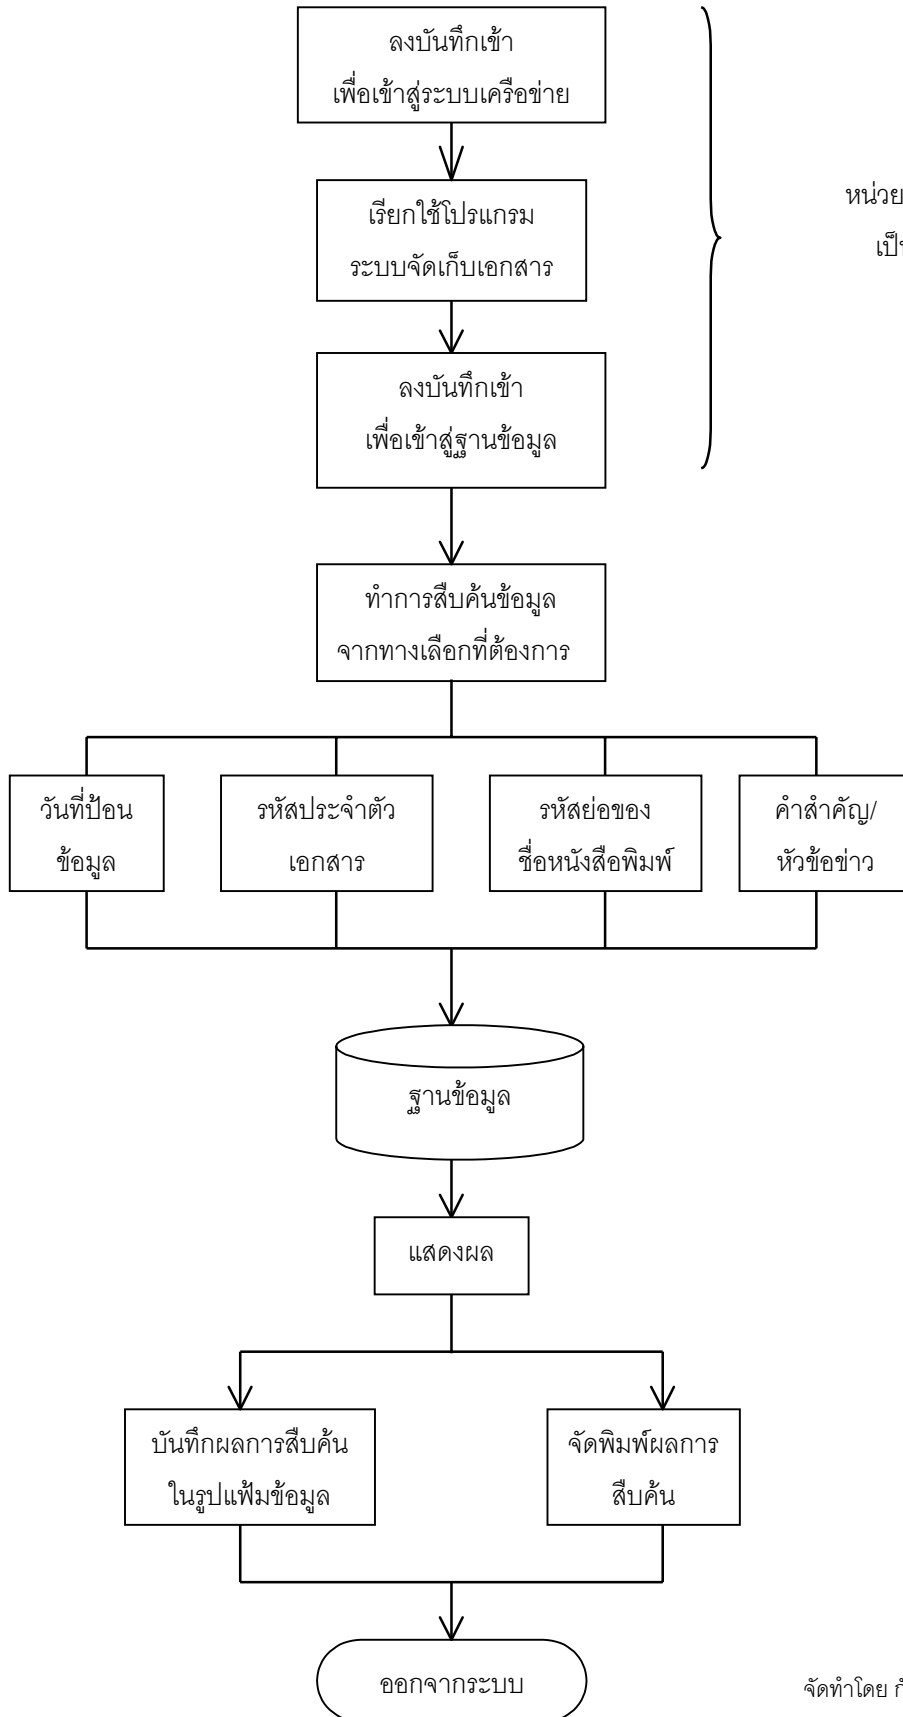 ลงบันทึกเข้า
เพื่อเข้าสู่ระบบเครือข่าย
หน่วย
เรียกใช้โปรแกรม
ระบบจัดเก็บเอกสาร
ลงบันทึกเข้า
เพื่อเข้าสู่ฐานข้อมูล
ทำการสืบค้นข้อมูล
จากทางเลือกที่ต้องการ
วันที่ป้อน
ข้อมูล
รหัสประจำตัว
เอกสาร
รหัสย่อของ
ชื่อหนังสือพิมพ์
คำสำคัญ/
หัวข้อข่าว
ฐานข้อมูล
แสดงผล
บันทึกผลการสืบค้น
ในรูปแฟ้มข้อมูล
จัดพิมพ์ผลการ
สืบค้น
ออกจากระบบ
จัดทำโดย